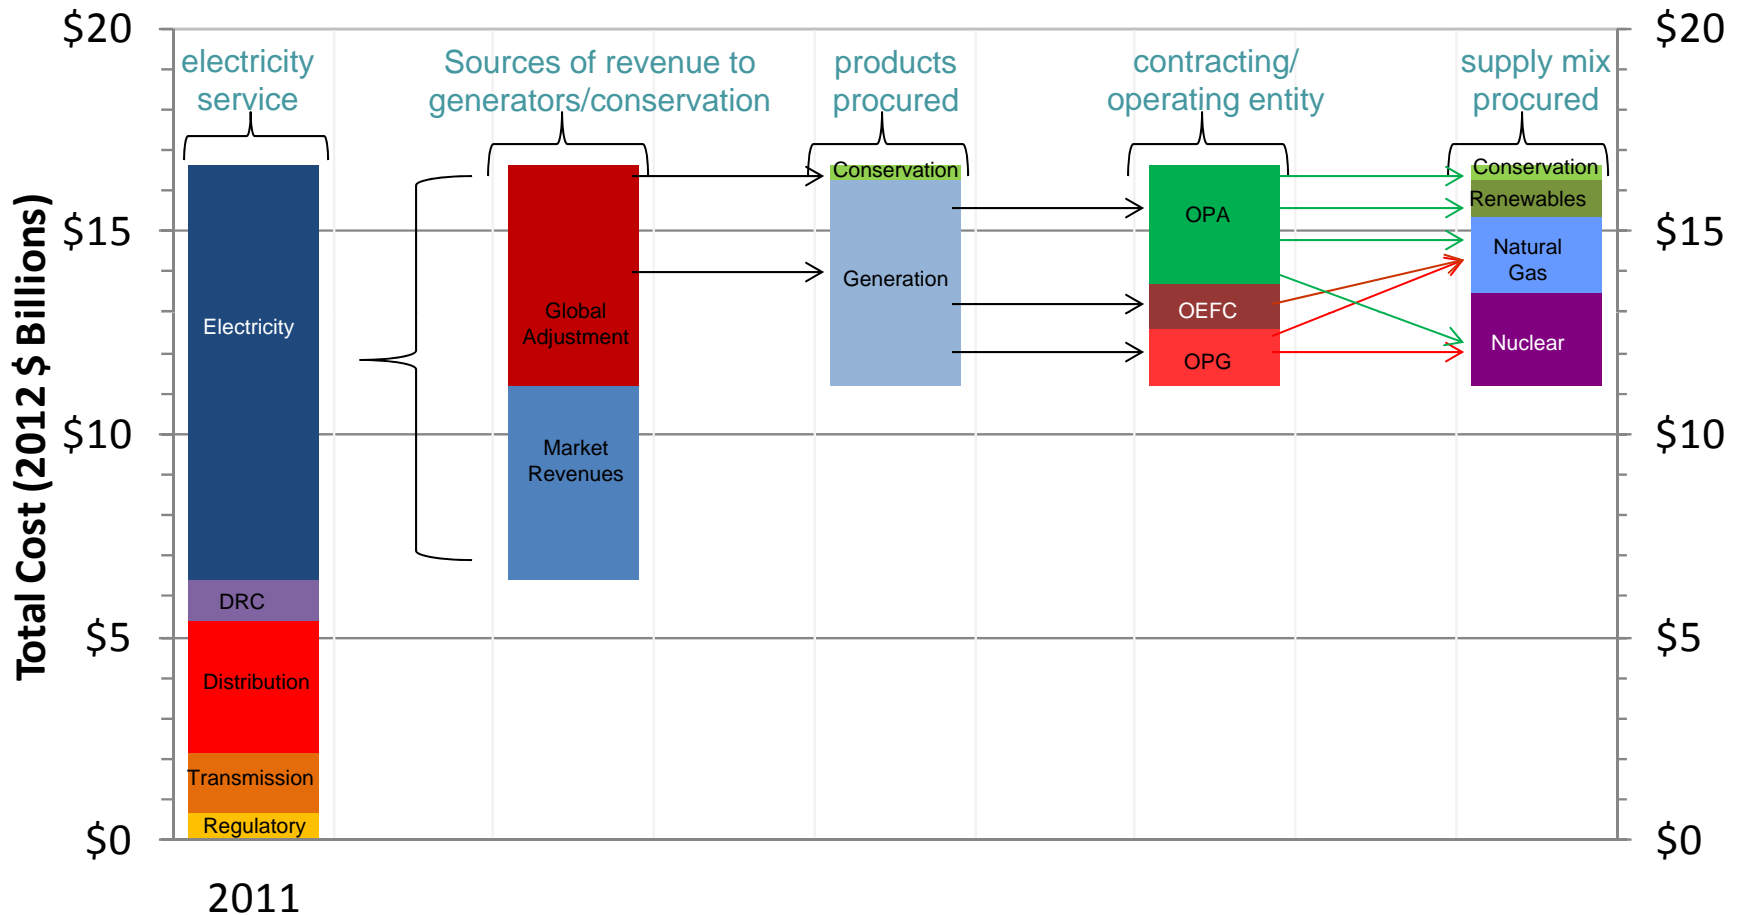 $20
$20
electricity
service
Sources of revenue to
generators/conservation
products
procured
contracting/
operating entity
supply mix
procured
Conservation
Conservation
Renewables
OPA
$15
$15
Natural
Gas
Generation
Electricity
Global
Adjustment
OEFC
Nuclear
OPG
$10
$10
Market
Revenues
DRC
$5
$5
Distribution
Transmission
Regulatory
$0
$0
2011
Total Cost (2012 $ Billions)